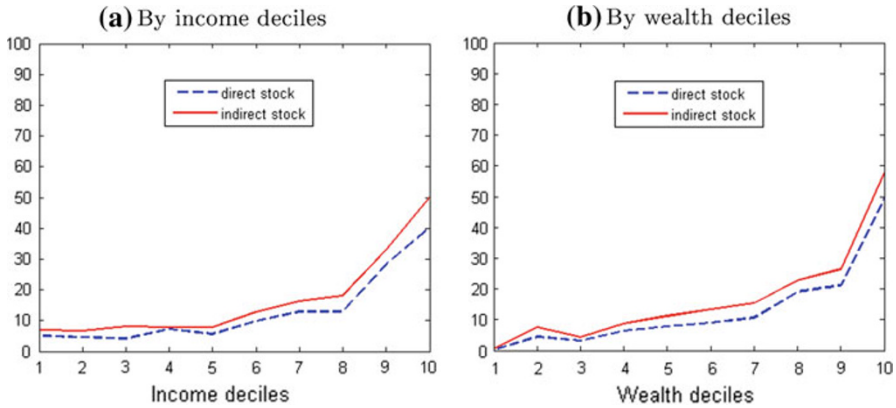 (a) By income deciles
100
90
80
70
60
50
40
30
20
10
0
direct stock
indirect stock
1 2 3 4 5 6 7 8 9 10
Income deciles
(b) By wealth deciles
100
90
80
70
60
50
40
30
20
10
0
direct stock
indirect stock
1 2 3 4 5 6 7 8 9 10
Wealth deciles